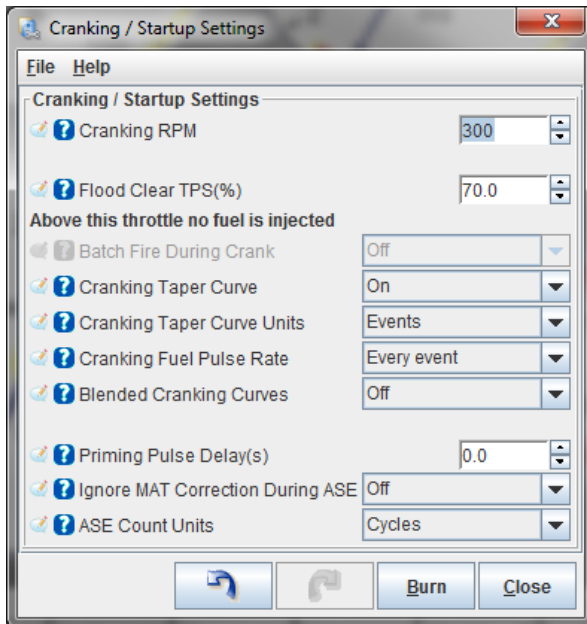 Cranking / Startup Settings
File Help
Cranking / Startup Settings
? Cranking RPM 300
? Flood Clear TPS(%) 70.0
Above this throttle no fuel is injected
? Batch Fire During Crank Off
? Cranking Taper Curve On
? Cranking Taper Curve Units Events
? Cranking Fuel Pulse Rate Every event
? Blended Cranking Curves Off
? Priming Pulse Delay(s) 0.0
? Ignore MAT Correction During ASE Off
? ASE Count Units Cycles
Burn Close